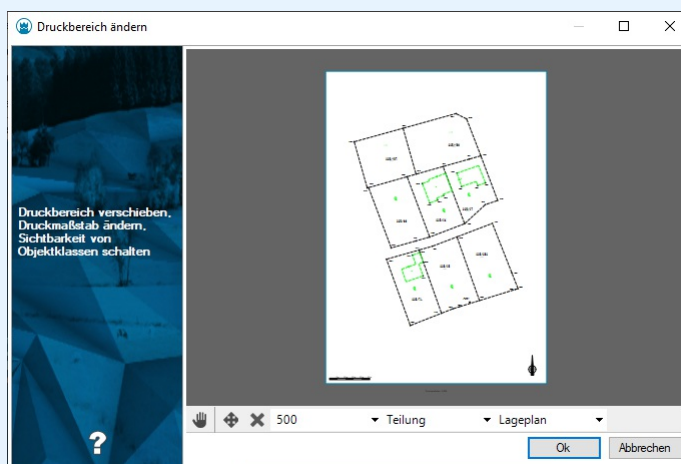 Druckbereich ändern
Druckbereich verschieben,
Druckmaßstab ändern,
Sichtbarkeit von
Objektklassen schalten
?
500 Teilung Lageplan
Ok Abbrechen